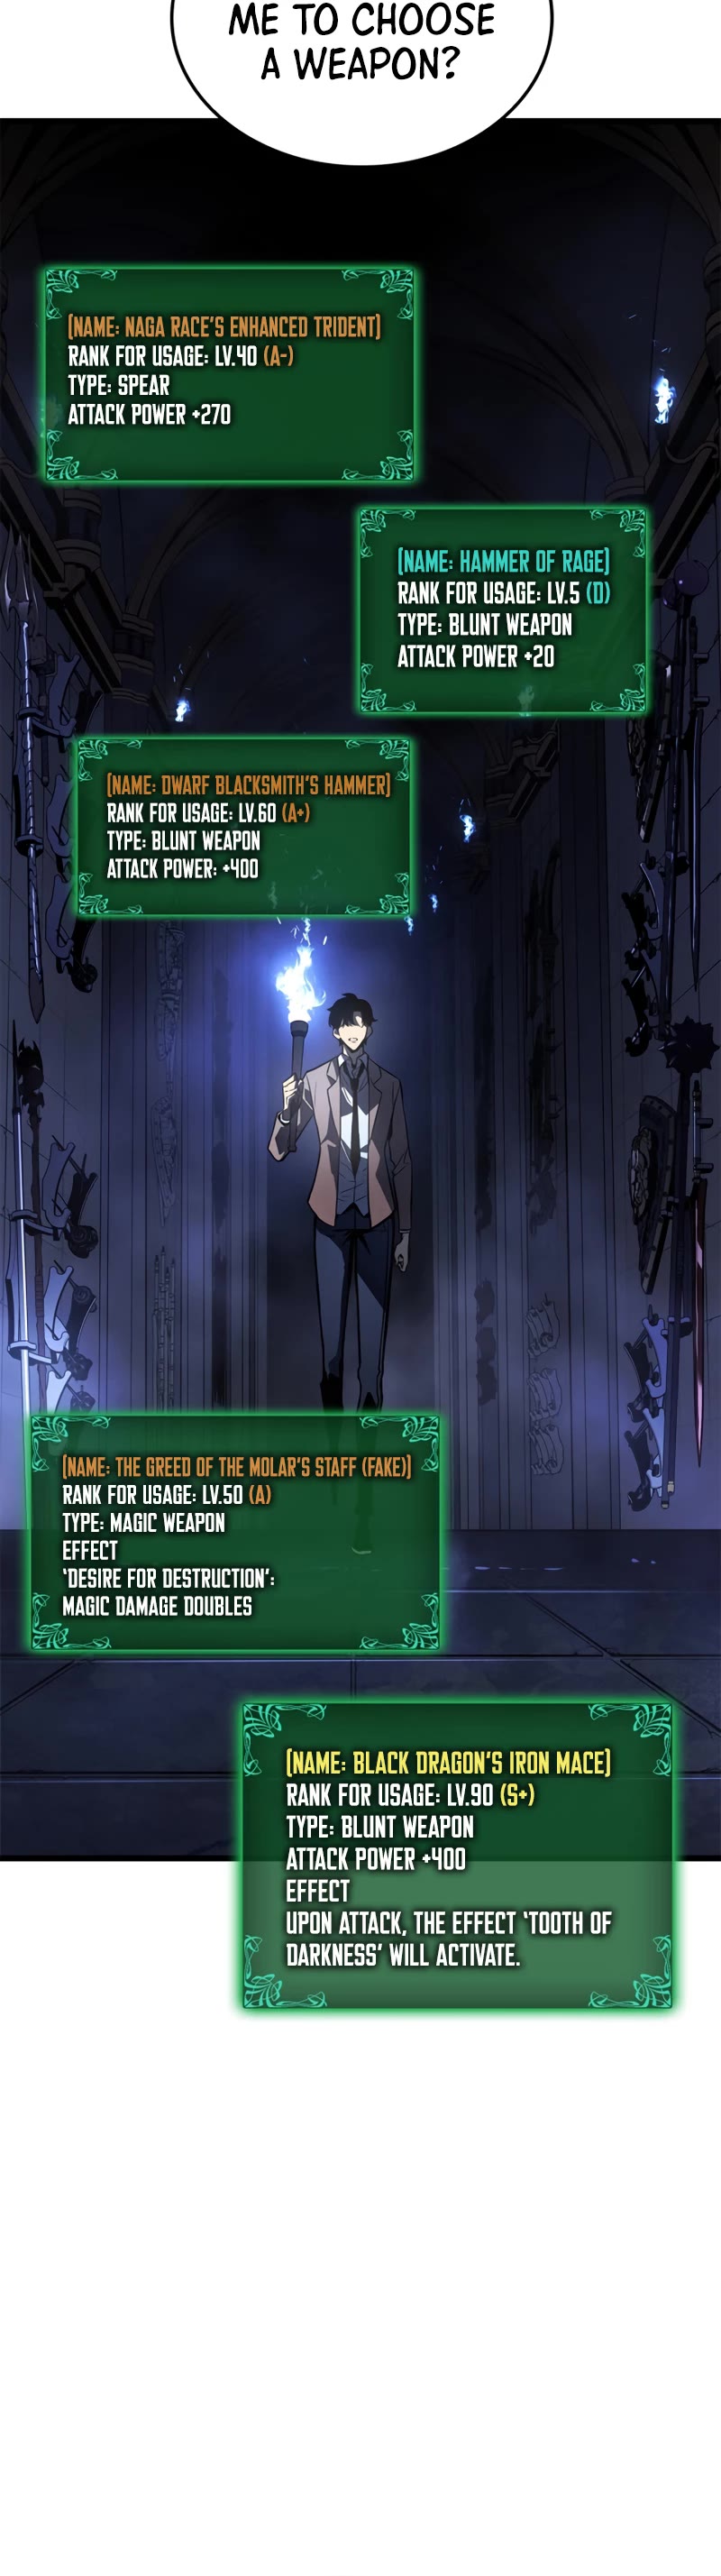 ME TO CHOOSE
A WEAPON?
[NAME: NAGA RACE'S ENHANCED TRIDENT]
RANK FOR USAGE: LV.40 (A-)
TYPE: SPEAR
ATTACK POWER +270
[NAME: HAMMER OF RAGE]
RANK FOR USAGE: LV.5 (D)
TYPE: BLUNT WEAPON
ATTACK POWER +20
[NAME: DWARF BLACKSMITH'S HAMMER]
RANK FOR USAGE: LV.60 (A+)
TYPE: BLUNT WEAPON
ATTACK POWER: +400
[NAME: THE GREED OF THE MOLAR'S STAFF (FAKE)]
RANK FOR USAGE: LV.50 (A)
TYPE: MAGIC WEAPON
EFFECT
'DESIRE FOR DESTRUCTION':
MAGIC DAMAGE DOUBLES
[NAME: BLACK DRAGON'S IRON MACE]
RANK FOR USAGE: LV.90 (S+)
TYPE: BLUNT WEAPON
ATTACK POWER +400
EFFECT
UPON ATTACK, THE EFFECT 'TOOTH OF
DARKNESS' WILL ACTIVATE.